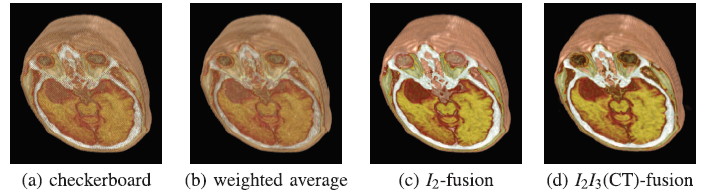 (a) checkerboard
(b) weighted average
(c) I₂-fusion
(d) I₂I₃(CT)-fusion